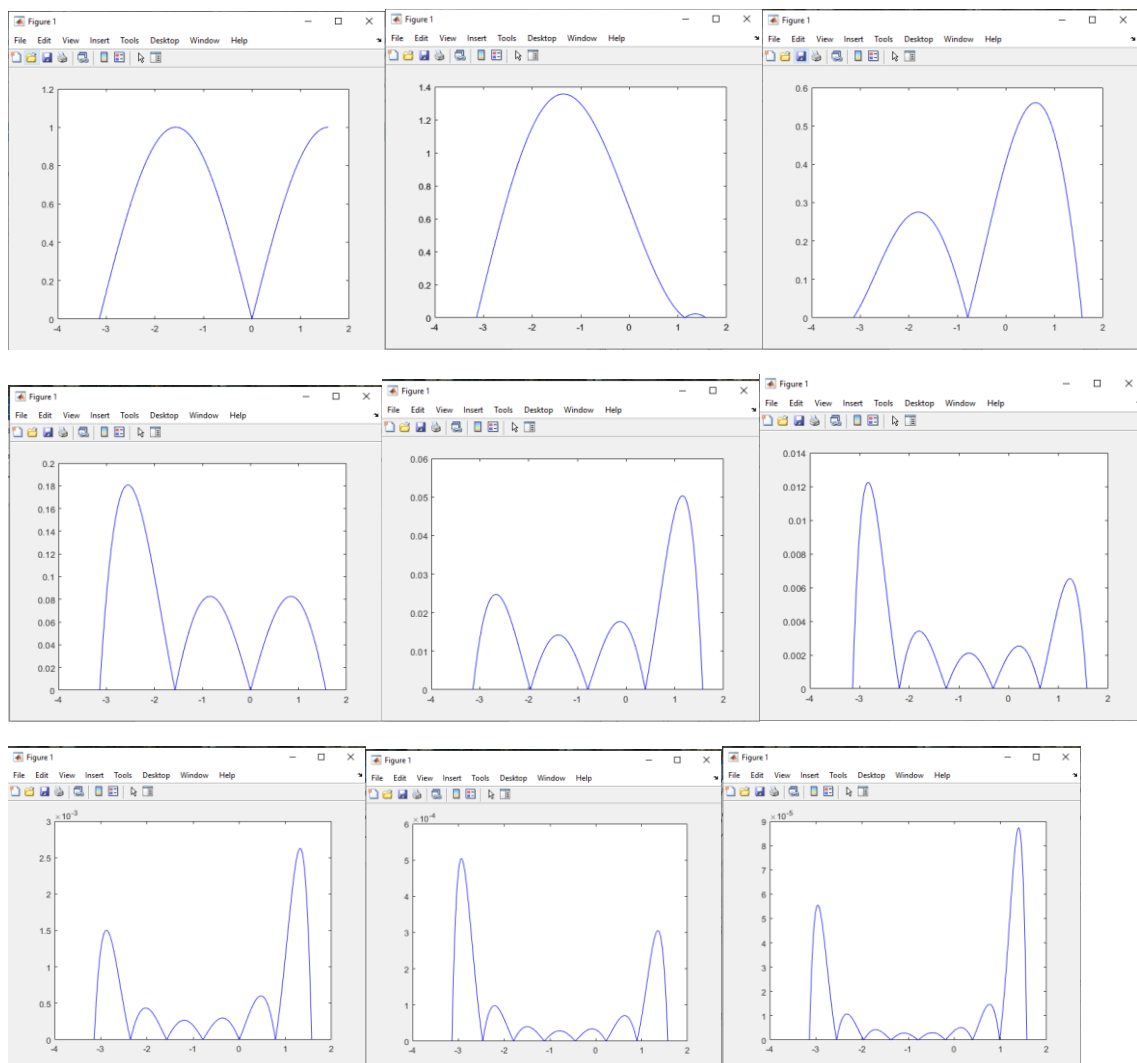 Figure 1
File Edit View Insert Tools Desktop Window Help
1.2
1
0.8
0.6
0.4
0.2
0
-4 -3 -2 -1 0 1 2
Figure 1
File Edit View Insert Tools Desktop Window Help
1.4
1.2
1
0.8
0.6
0.4
0.2
0
-4 -3 -2 -1 0 1 2
Figure 1
File Edit View Insert Tools Desktop Window Help
0.6
0.5
0.4
0.3
0.2
0.1
0
-4 -3 -2 -1 0 1 2
Figure 1
File Edit View Insert Tools Desktop Window Help
0.2
0.18
0.16
0.14
0.12
0.1
0.08
0.06
0.04
0.02
0
-4 -3 -2 -1 0 1 2
Figure 1
File Edit View Insert Tools Desktop Window Help
0.06
0.05
0.04
0.03
0.02
0.01
0
-4 -3 -2 -1 0 1 2
Figure 1
File Edit View Insert Tools Desktop Window Help
0.014
0.012
0.01
0.008
0.006
0.004
0.002
0
-4 -3 -2 -1 0 1 2
Figure 1
File Edit View Insert Tools Desktop Window Help
×10⁻³
3
2.5
2
1.5
1
0.5
0
-4 -3 -2 -1 0 1 2
Figure 1
File Edit View Insert Tools Desktop Window Help
×10⁻⁴
6
5
4
3
2
1
0
-4 -3 -2 -1 0 1 2
Figure 1
File Edit View Insert Tools Desktop Window Help
×10⁻⁵
9
8
7
6
5
4
3
2
1
0
-4 -3 -2 -1 0 1 2